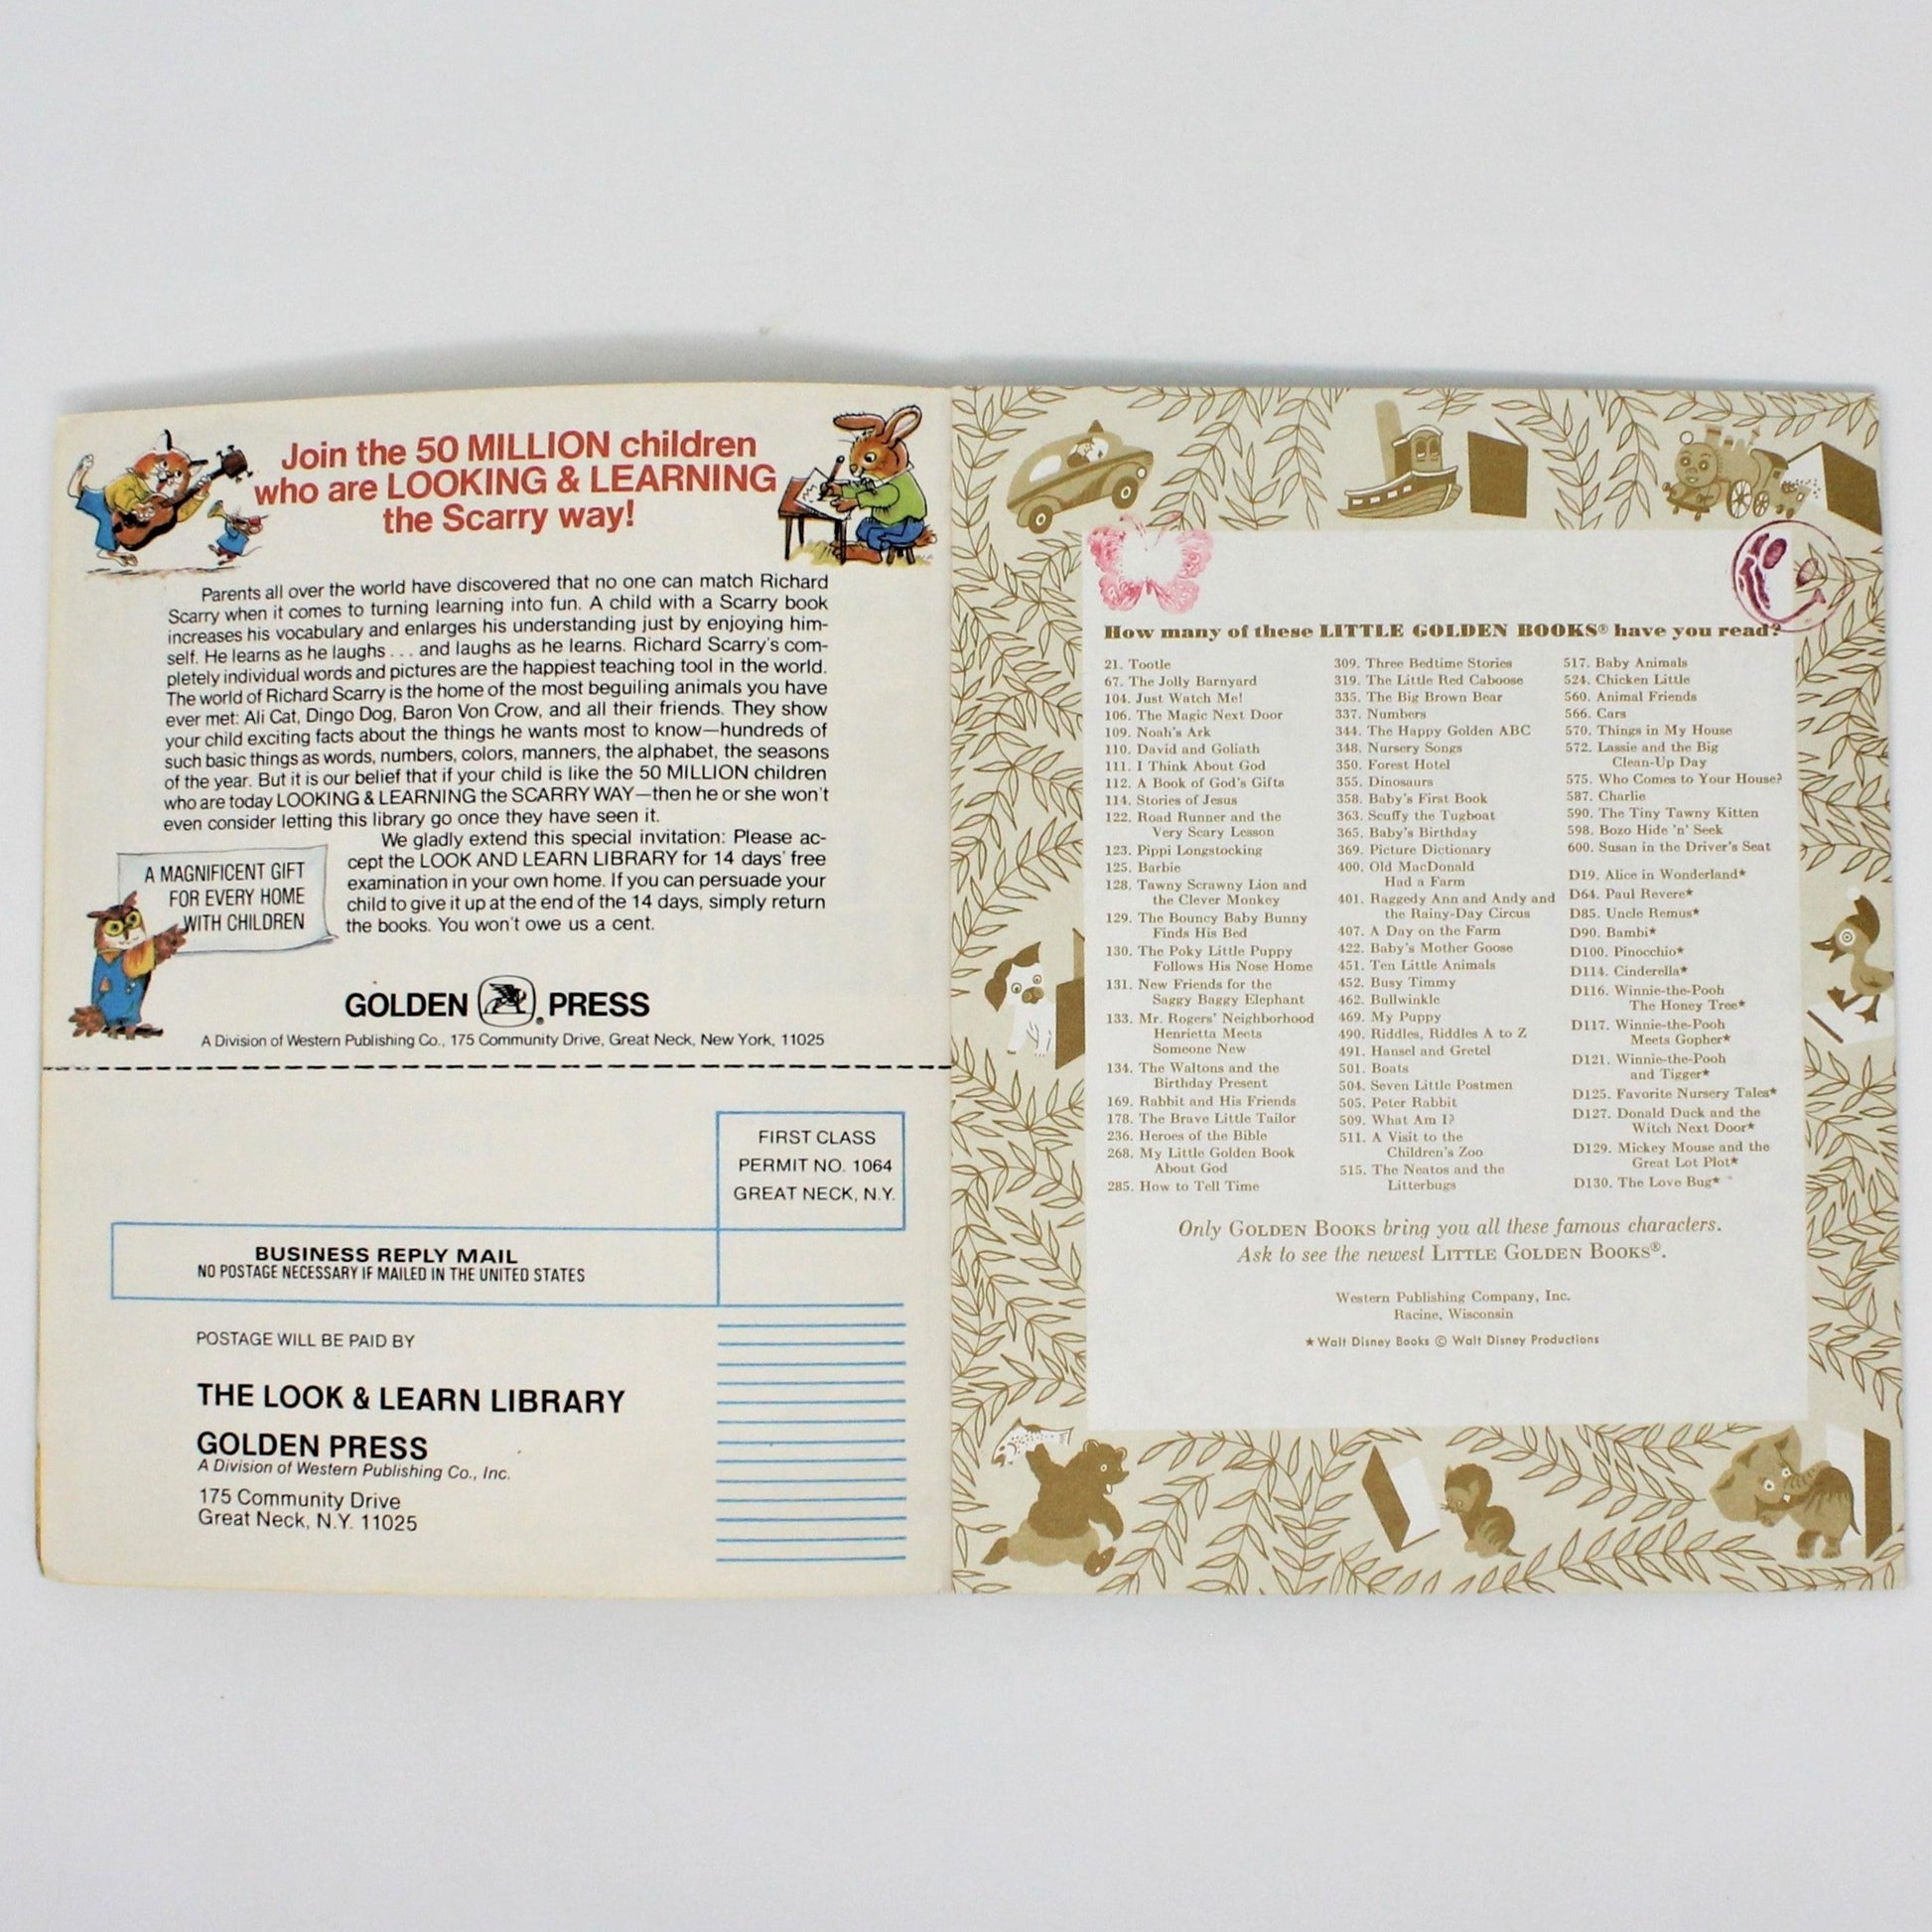 Join the 50 MILLION children
who are LOOKING & LEARNING
the Scarry way!
Parents all over the world have discovered that no one can match Richard
Scarry when it comes to turning learning into fun. A child with a Scarry book
increases his vocabulary and enlarges his understanding just by enjoying him-
self. He learns as he laughs . . . and laughs as he learns. Richard Scarry's com-
pletely individual words and pictures are the happiest teaching tool in the world.
The world of Richard Scarry is the home of the most beguiling animals you have
ever met: Ali Cat, Dingo Dog, Baron Von Crow, and all their friends. They show
your child exciting facts about the things he wants most to know—hundreds of
such basic things as words, numbers, colors, manners, the alphabet, the seasons
of the year. But it is our belief that if your child is like the 50 MILLION children
who are today LOOKING & LEARNING the SCARRY WAY—then he or she won't
even consider letting this library go once they have seen it.
We gladly extend this special invitation: Please ac-
cept the LOOK AND LEARN LIBRARY for 14 days' free
examination in your own home. If you can persuade your
child to give it up at the end of the 14 days, simply return
the books. You won't owe us a cent.
A MAGNIFICENT GIFT
FOR EVERY HOME
WITH CHILDREN
GOLDEN PRESS
A Division of Western Publishing Co., 175 Community Drive, Great Neck, New York, 11025
FIRST CLASS
PERMIT NO. 1064
GREAT NECK, N.Y.
BUSINESS REPLY MAIL
NO POSTAGE NECESSARY IF MAILED IN THE UNITED STATES
POSTAGE WILL BE PAID BY
THE LOOK & LEARN LIBRARY
GOLDEN PRESS
A Division of Western Publishing Co., Inc.
175 Community Drive
Great Neck, N.Y. 11025
How many of these LITTLE GOLDEN BOOKS® have you read?
21. Tootle
67. The Jolly Barnyard
104. Just Watch Me!
106. The Magic Next Door
109. Noah's Ark
110. David and Goliath
111. I Think About God
112. A Book of God's Gifts
114. Stories of Jesus
122. Road Runner and the
Very Scary Lesson
123. Pippi Longstocking
125. Barbie
128. Tawny Scrawny Lion and
the Clever Monkey
129. The Bouncy Baby Bunny
Finds His Bed
130. The Poky Little Puppy
Follows His Nose Home
131. New Friends for the
Saggy Baggy Elephant
133. Mr. Rogers' Neighborhood
Henrietta Meets
Someone New
134. The Waltons and the
Birthday Present
169. Rabbit and His Friends
178. The Brave Little Tailor
236. Heroes of the Bible
268. My Little Golden Book
About God
285. How to Tell Time
309. Three Bedtime Stories
319. The Little Red Caboose
335. The Big Brown Bear
337. Numbers
344. The Happy Golden ABC
348. Nursery Songs
350. Forest Hotel
355. Dinosaurs
358. Baby's First Book
363. Scuffy the Tugboat
365. Baby's Birthday
369. Picture Dictionary
400. Old MacDonald
Had a Farm
401. Raggedy Ann and Andy and
the Rainy-Day Circus
407. A Day on the Farm
422. Baby's Mother Goose
451. Ten Little Animals
452. Busy Timmy
462. Bullwinkle
469. My Puppy
490. Riddles, Riddles A to Z
491. Hansel and Gretel
501. Boats
504. Seven Little Postmen
505. Peter Rabbit
509. What Am I?
511. A Visit to the
Children's Zoo
515. The Neatos and the
Litterbugs
517. Baby Animals
524. Chicken Little
560. Animal Friends
566. Cars
570. Things in My House
572. Lassie and the Big
Clean-Up Day
575. Who Comes to Your House?
587. Charlie
590. The Tiny Tawny Kitten
598. Bozo Hide 'n' Seek
600. Susan in the Driver's Seat
D19. Alice in Wonderland★
D64. Paul Revere★
D85. Uncle Remus★
D90. Bambi★
D100. Pinocchio★
D114. Cinderella★
D116. Winnie-the-Pooh
The Honey Tree★
D117. Winnie-the-Pooh
Meets Gopher★
D121. Winnie-the-Pooh
and Tigger★
D125. Favorite Nursery Tales★
D127. Donald Duck and the
Witch Next Door★
D129. Mickey Mouse and the
Great Lot Plot★
D130. The Love Bug★
Only GOLDEN BOOKS bring you all these famous characters.
Ask to see the newest LITTLE GOLDEN BOOKS®.
Western Publishing Company, Inc.
Racine, Wisconsin
★Walt Disney Books © Walt Disney Productions